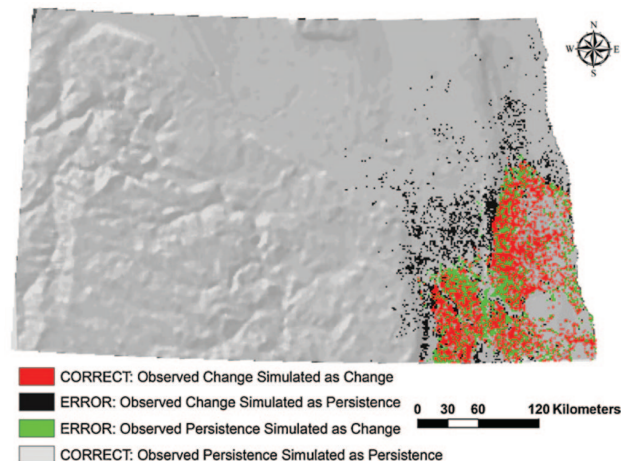 N
W E
S
CORRECT: Observed Change Simulated as Change
ERROR: Observed Change Simulated as Persistence
ERROR: Observed Persistence Simulated as Change
CORRECT: Observed Persistence Simulated as Persistence
0 30 60 120 Kilometers